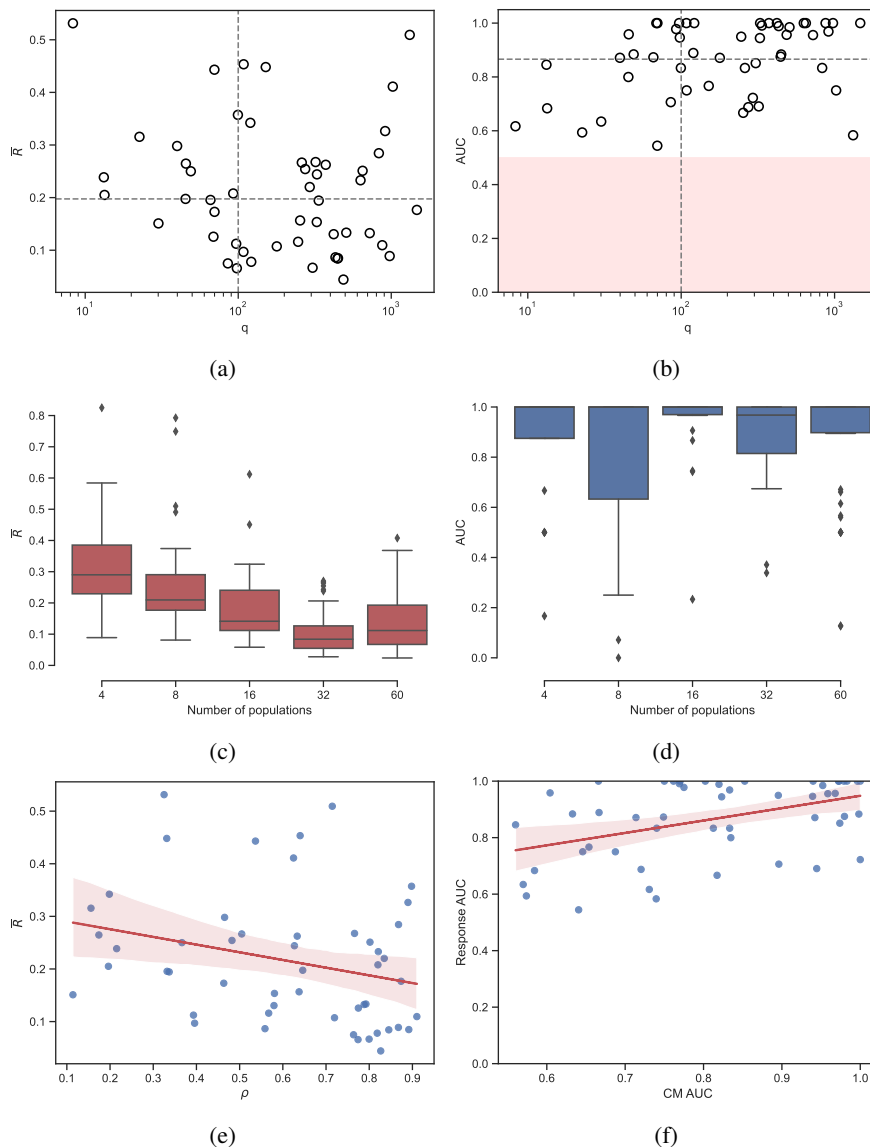 0.5
0.4
0.3
0.2
0.1
R
10¹
10²
10³
q
(a)
1.0
0.8
0.6
0.4
0.2
0.0
AUC
10¹
10²
10³
q
(b)
0.8
0.7
0.6
0.5
0.4
0.3
0.2
0.1
0.0
R
4 8 16 32 60
Number of populations
(c)
1.0
0.8
0.6
0.4
0.2
0.0
AUC
4 8 16 32 60
Number of populations
(d)
0.5
0.4
0.3
0.2
0.1
R
0.1 0.2 0.3 0.4 0.5 0.6 0.7 0.8 0.9
ρ
(e)
1.0
0.8
0.6
0.4
0.2
0.0
Response AUC
0.6 0.7 0.8 0.9 1.0
CM AUC
(f)